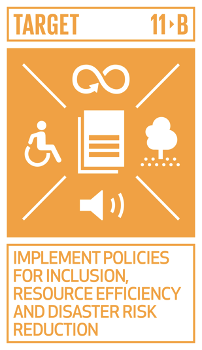 TARGET 11▸B
IMPLEMENT POLICIES
FOR INCLUSION,
RESOURCE EFFICIENCY
AND DISASTER RISK
REDUCTION